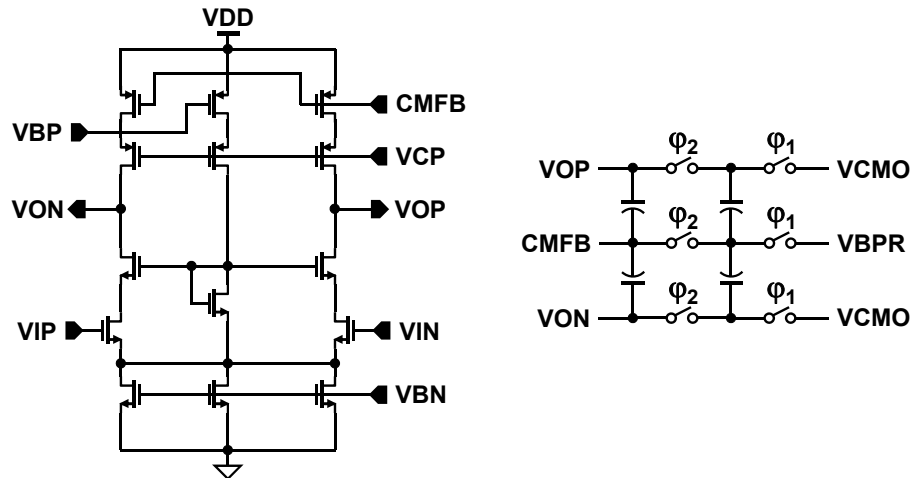 VDD
CMFB
VBP
VCP
VON
VOP
VIP
VIN
VBN
φ2
φ1
VOP
VCMO
φ2
φ1
CMFB
VBPR
φ2
φ1
VON
VCMO